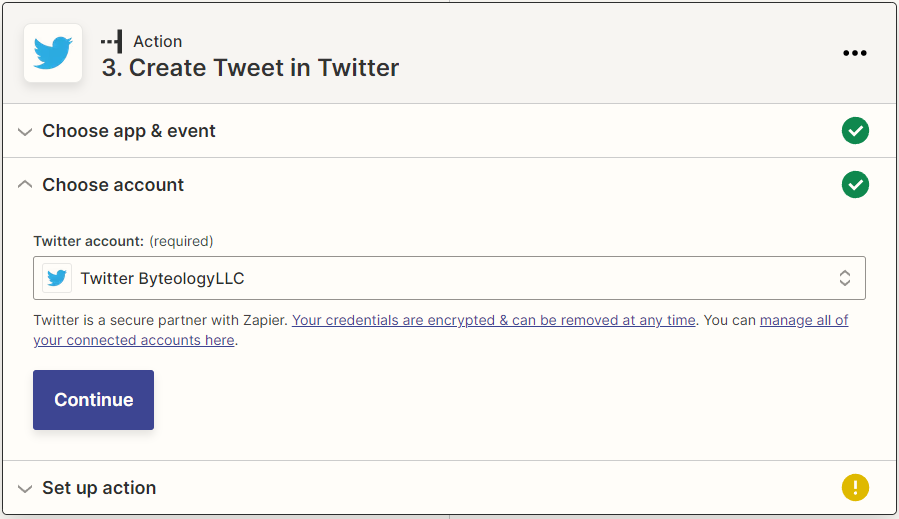 Action
3. Create Tweet in Twitter
Choose app & event
Choose account
Twitter account: (required)
Twitter ByteologyLLC
Twitter is a secure partner with Zapier. Your credentials are encrypted & can be removed at any time. You can manage all of
your connected accounts here.
Continue
Set up action